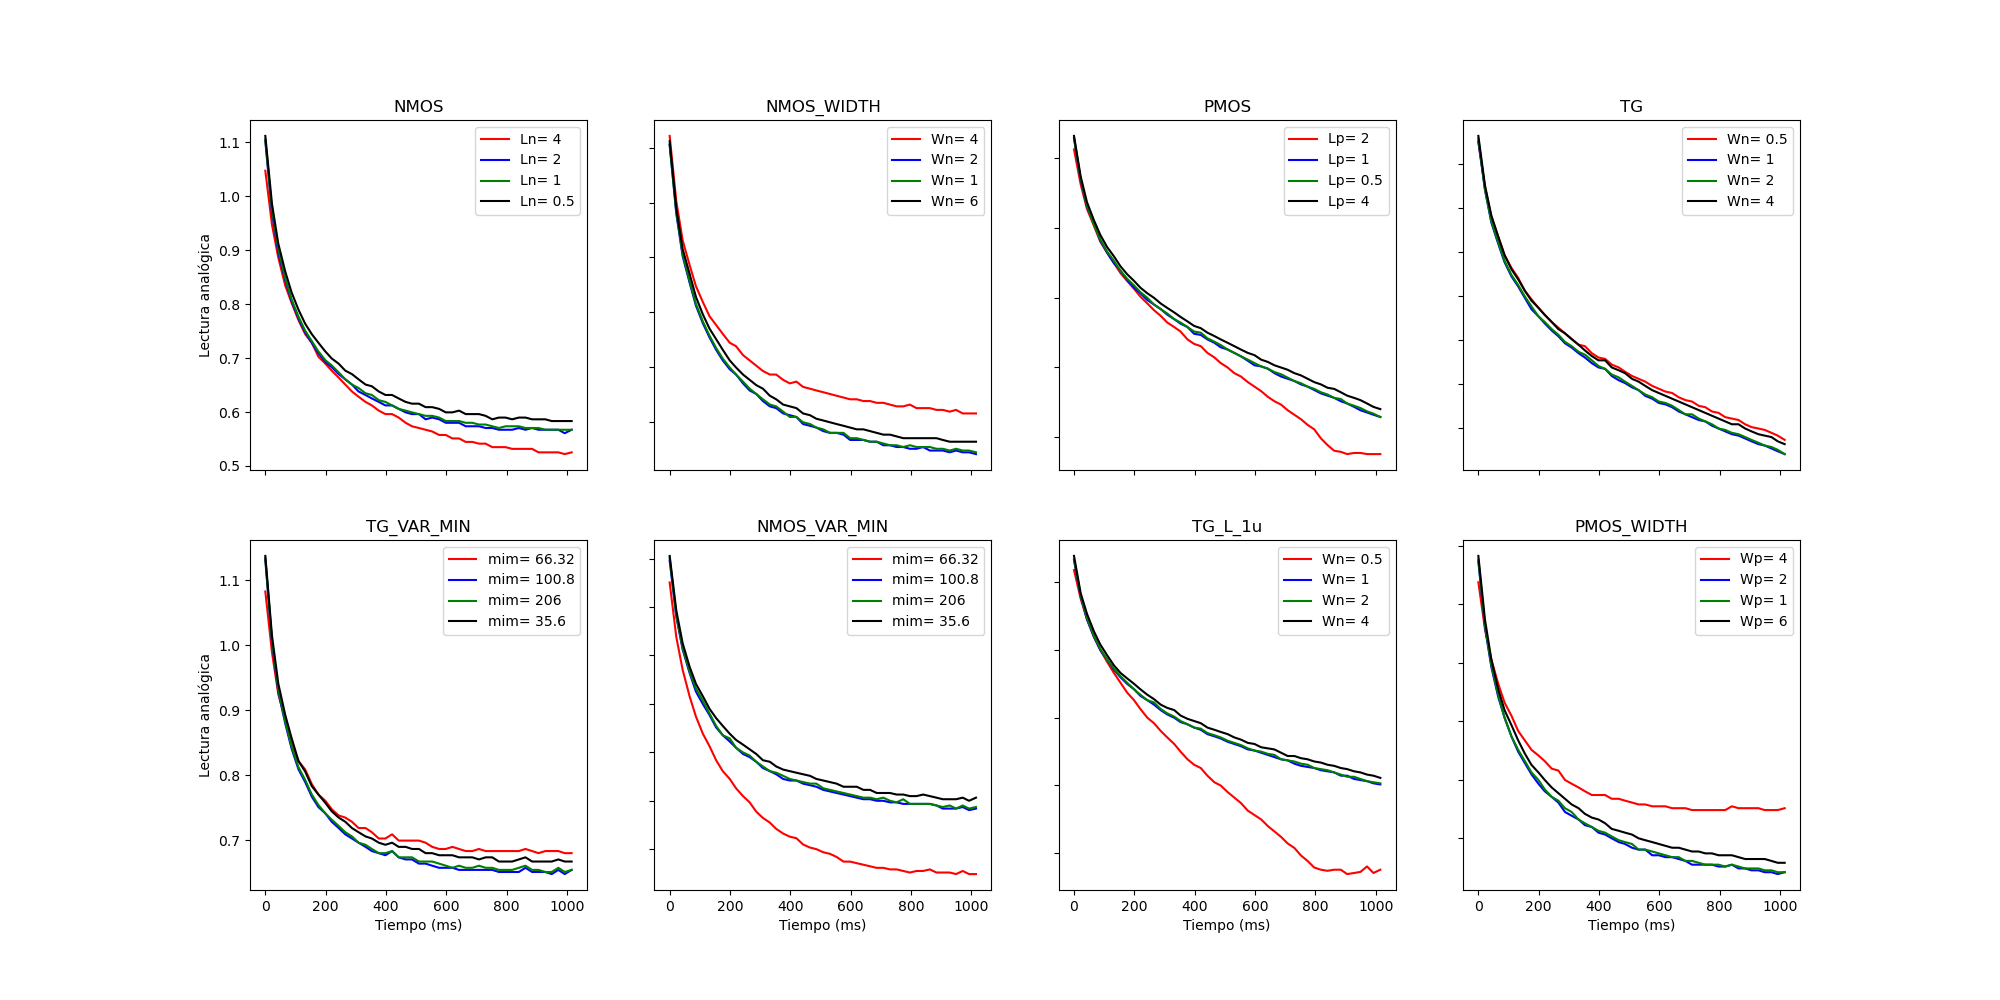 NMOS
Ln= 4
Ln= 2
Ln= 1
Ln= 0.5
1.1
1.0
0.9
0.8
0.7
0.6
0.5
Lectura analógica
NMOS_WIDTH
Wn= 4
Wn= 2
Wn= 1
Wn= 6
PMOS
Lp= 2
Lp= 1
Lp= 0.5
Lp= 4
TG
Wn= 0.5
Wn= 1
Wn= 2
Wn= 4
TG_VAR_MIN
mim= 66.32
mim= 100.8
mim= 206
mim= 35.6
1.1
1.0
0.9
0.8
0.7
Lectura analógica
0 200 400 600 800 1000
Tiempo (ms)
NMOS_VAR_MIN
mim= 66.32
mim= 100.8
mim= 206
mim= 35.6
0 200 400 600 800 1000
Tiempo (ms)
TG_L_1u
Wn= 0.5
Wn= 1
Wn= 2
Wn= 4
0 200 400 600 800 1000
Tiempo (ms)
PMOS_WIDTH
Wp= 4
Wp= 2
Wp= 1
Wp= 6
0 200 400 600 800 1000
Tiempo (ms)